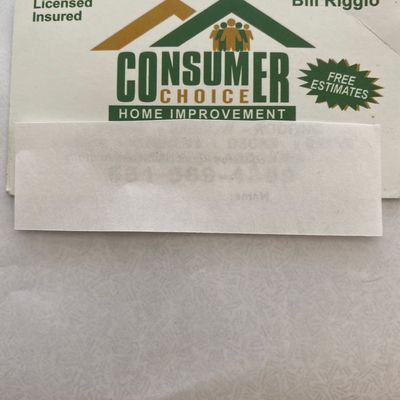 Licensed
Insured
Bill Riggio
CONSUMER
CHOICE
HOME IMPROVEMENT
FREE
ESTIMATES